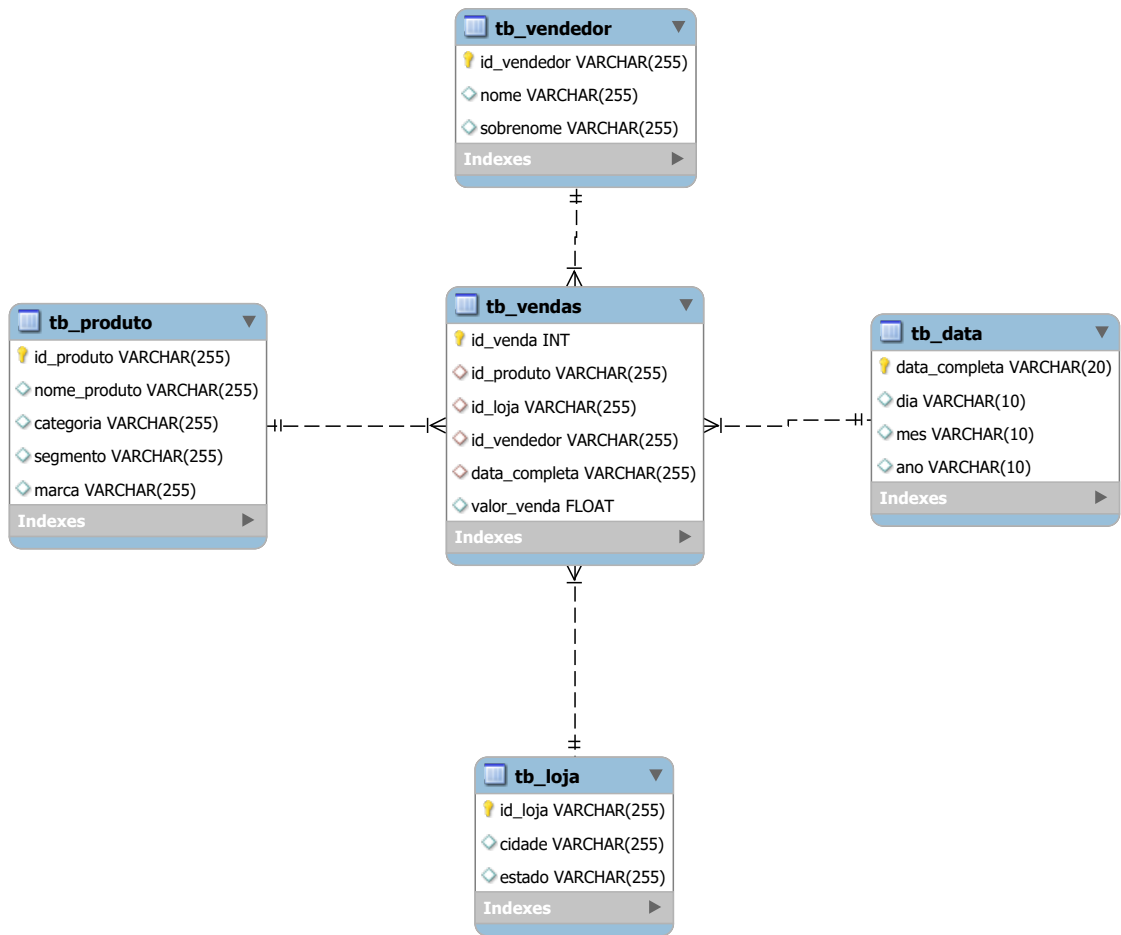 tb_vendedor
id_vendedor VARCHAR(255)
nome VARCHAR(255)
sobrenome VARCHAR(255)
Indexes
tb_produto
id_produto VARCHAR(255)
nome_produto VARCHAR(255)
categoria VARCHAR(255)
segmento VARCHAR(255)
marca VARCHAR(255)
Indexes
tb_vendas
id_venda INT
id_produto VARCHAR(255)
id_loja VARCHAR(255)
id_vendedor VARCHAR(255)
data_completa VARCHAR(255)
valor_venda FLOAT
Indexes
tb_data
data_completa VARCHAR(20)
dia VARCHAR(10)
mes VARCHAR(10)
ano VARCHAR(10)
Indexes
tb_loja
id_loja VARCHAR(255)
cidade VARCHAR(255)
estado VARCHAR(255)
Indexes